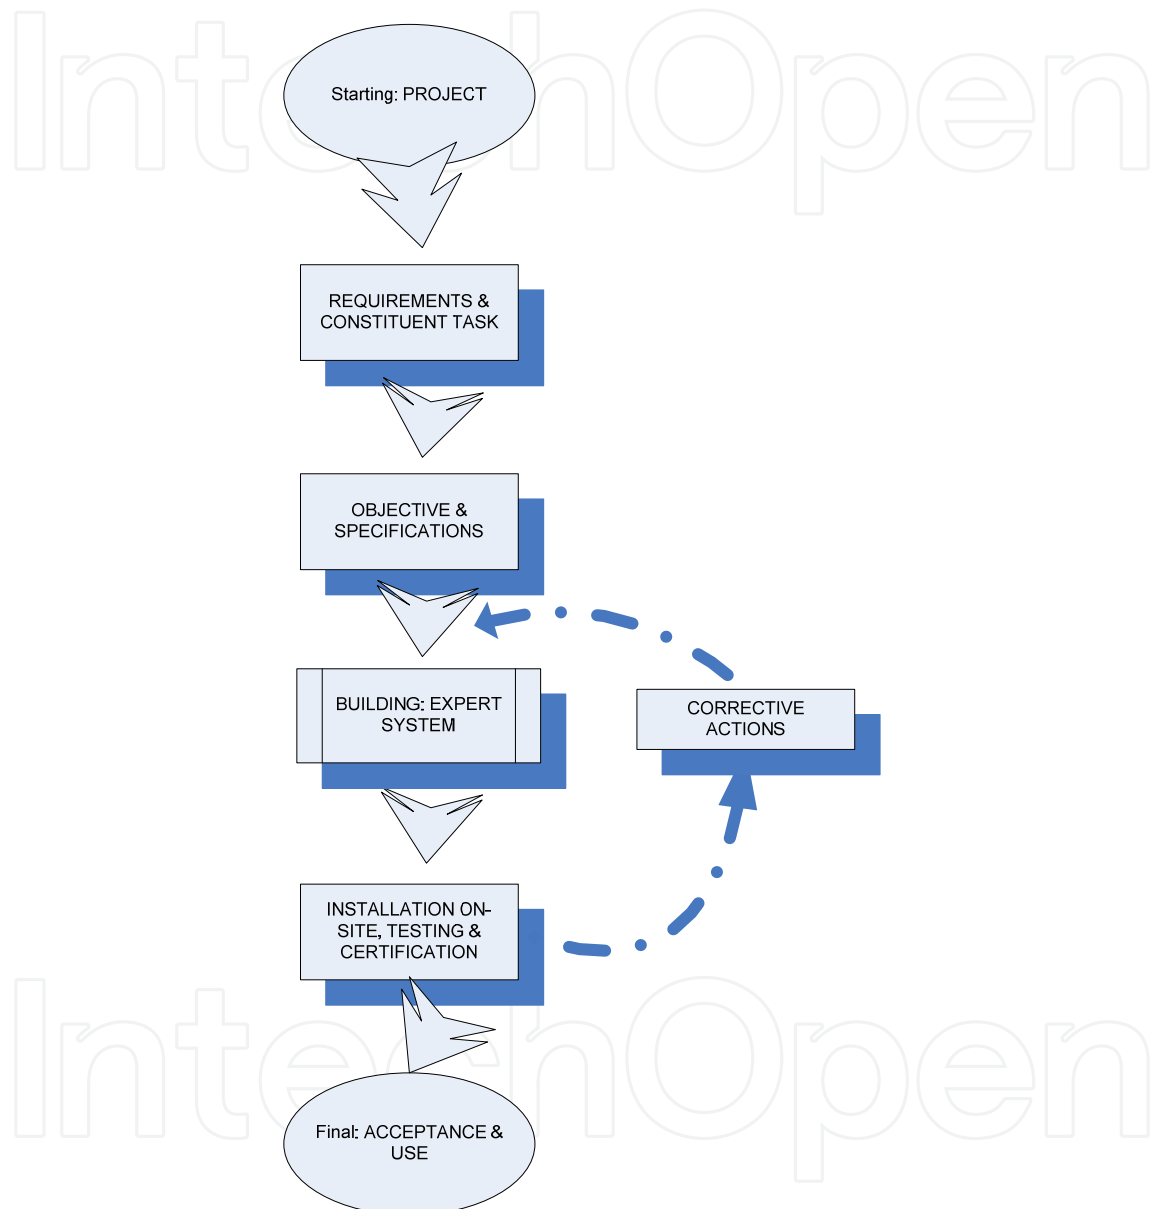 IntechOpen
Starting: PROJECT
REQUIREMENTS &
CONSTITUENT TASK
OBJECTIVE &
SPECIFICATIONS
BUILDING: EXPERT
SYSTEM
CORRECTIVE
ACTIONS
INSTALLATION ON-
SITE, TESTING &
CERTIFICATION
IntechOpen
Final: ACCEPTANCE &
USE